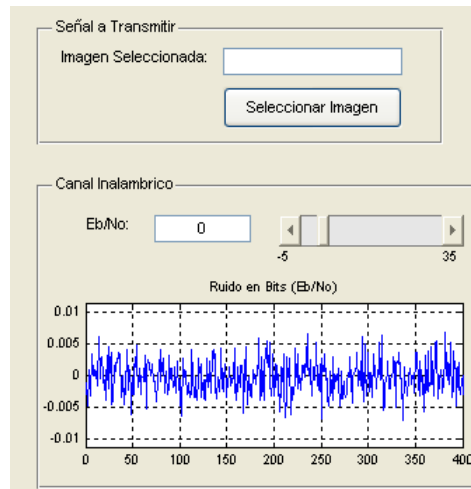 Señal a Transmitir
Imagen Seleccionada:
Seleccionar Imagen
Canal Inalambrico
Eb/No: 0
-5 35
Ruido en Bits (Eb/No)
0.01
0.005
0
-0.005
-0.01
0 50 100 150 200 250 300 350 400